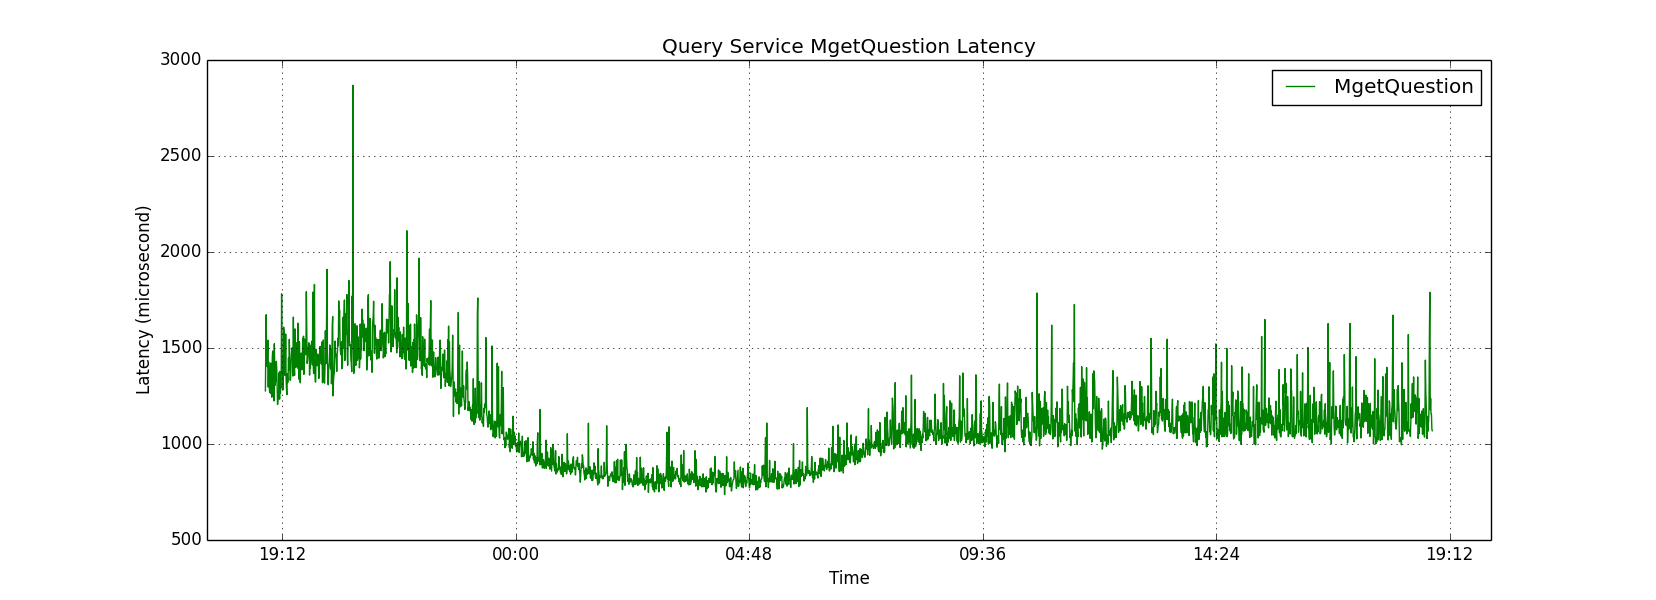 Query Service MgetQuestion Latency
MgetQuestion
Latency (microsecond)
3000
2500
2000
1500
1000
500
19:12 00:00 04:48 09:36 14:24 19:12
Time